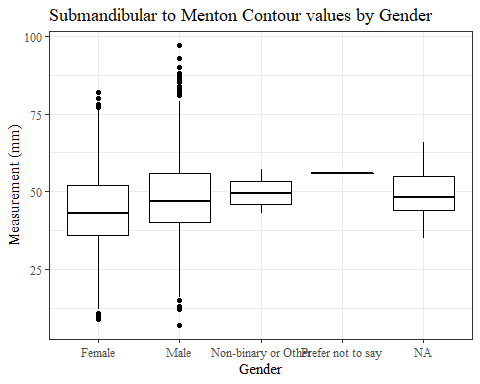 Submandibular to Menton Contour values by Gender
Measurement (mm)
100
75
50
25
Female Male Non-binary or Other Prefer not to say NA
Gender